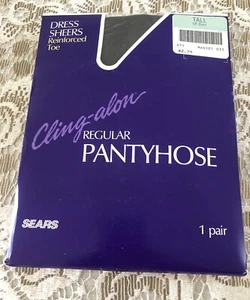 DRESS
SHEERS
Reinforced
Toe
TALL
Cling-alon
REGULAR
PANTYHOSE
SEARS
1 pair